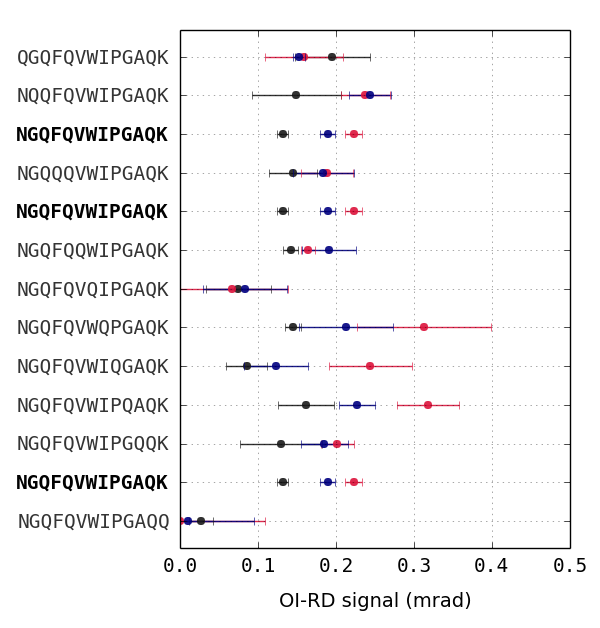 QGQFQVWIPGAQK
NQQFQVWIPGAQK
NGQFQVWIPGAQK
NGQQQVWIPGAQK
NGQFQVWIPGAQK
NGQFQQWIPGAQK
NGQFQVQIPGAQK
NGQFQVWQPGAQK
NGQFQVWIQGAQK
NGQFQVWIPQAQK
NGQFQVWIPGQQK
NGQFQVWIPGAQK
NGQFQVWIPGAQQ
0.0 0.1 0.2 0.3 0.4 0.5
OI-RD signal (mrad)